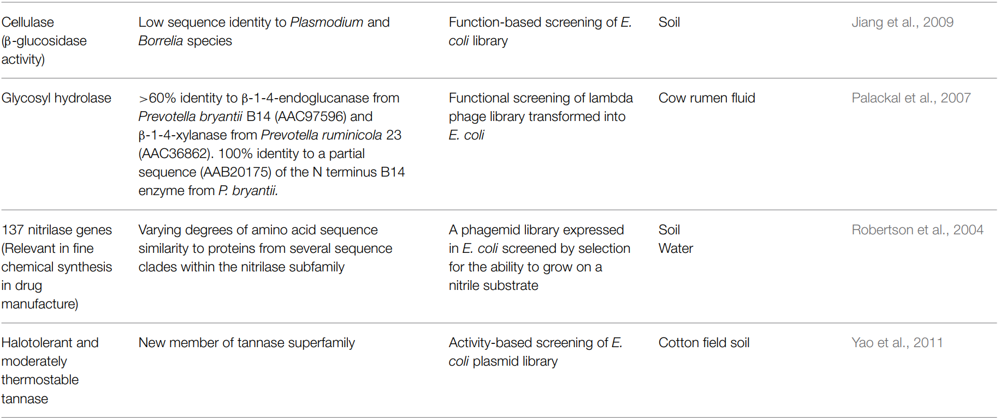 Cellulase
(β-glucosidase
activity)
Low sequence identity to Plasmodium and
Borrelia species
Function-based screening of E.
coli library
Soil
Jiang et al., 2009
Glycosyl hydrolase
>60% identity to β-1-4-endoglucanase from
Prevotella bryantii B14 (AAC97596) and
β-1-4-xylanase from Prevotella ruminicola 23
(AAC36862). 100% identity to a partial
sequence (AAB20175) of the N terminus B14
enzyme from P. bryantii.
Functional screening of lambda
phage library transformed into
E. coli
Cow rumen fluid
Palackal et al., 2007
137 nitrilase genes
(Relevant in fine
chemical synthesis
in drug
manufacture)
Varying degrees of amino acid sequence
similarity to proteins from several sequence
clades within the nitrilase subfamily
A phagemid library expressed
in E. coli screened by selection
for the ability to grow on a
nitrile substrate
Soil
Water
Robertson et al., 2004
Halotolerant and
moderately
thermostable
tannase
New member of tannase superfamily
Activity-based screening of E.
coli plasmid library
Cotton field soil
Yao et al., 2011